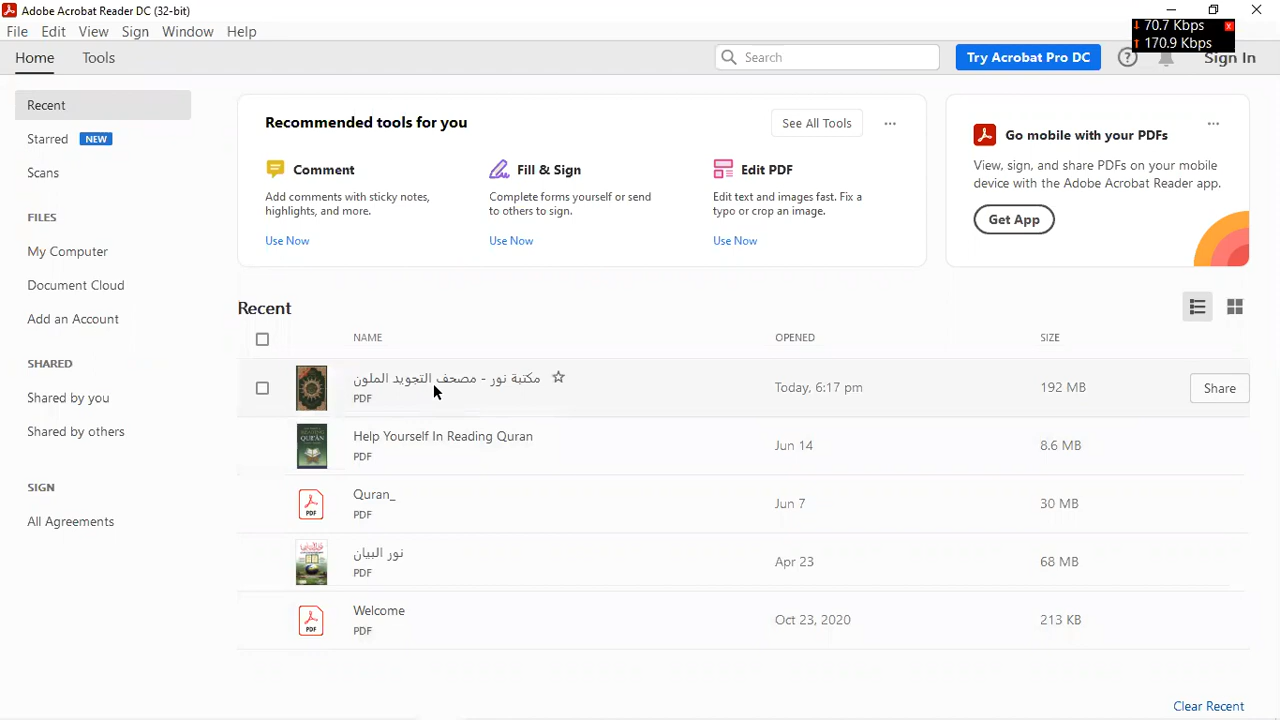 Adobe Acrobat Reader DC (32-bit)
File Edit View Sign Window Help
↓ 70.7 Kbps x
↑ 170.9 Kbps
Home Tools Search Try Acrobat Pro DC ? Sign In
Recent
Starred NEW
Scans
FILES
My Computer
Document Cloud
Add an Account
SHARED
Shared by you
Shared by others
SIGN
All Agreements
Recommended tools for you See All Tools ...
Comment
Add comments with sticky notes,
highlights, and more.
Use Now
Fill & Sign
Complete forms yourself or send
to others to sign.
Use Now
Edit PDF
Edit text and images fast. Fix a
typo or crop an image.
Use Now
Go mobile with your PDFs ...
View, sign, and share PDFs on your mobile
device with the Adobe Acrobat Reader app.
Get App
Recent
NAME OPENED SIZE
مكتبة نور - مصحف التجويد الملون
PDF
Today, 6:17 pm 192 MB Share
Help Yourself In Reading Quran
PDF
Jun 14 8.6 MB
Quran_
PDF
Jun 7 30 MB
نور البيان
PDF
Apr 23 68 MB
Welcome
PDF
Oct 23, 2020 213 KB
Clear Recent